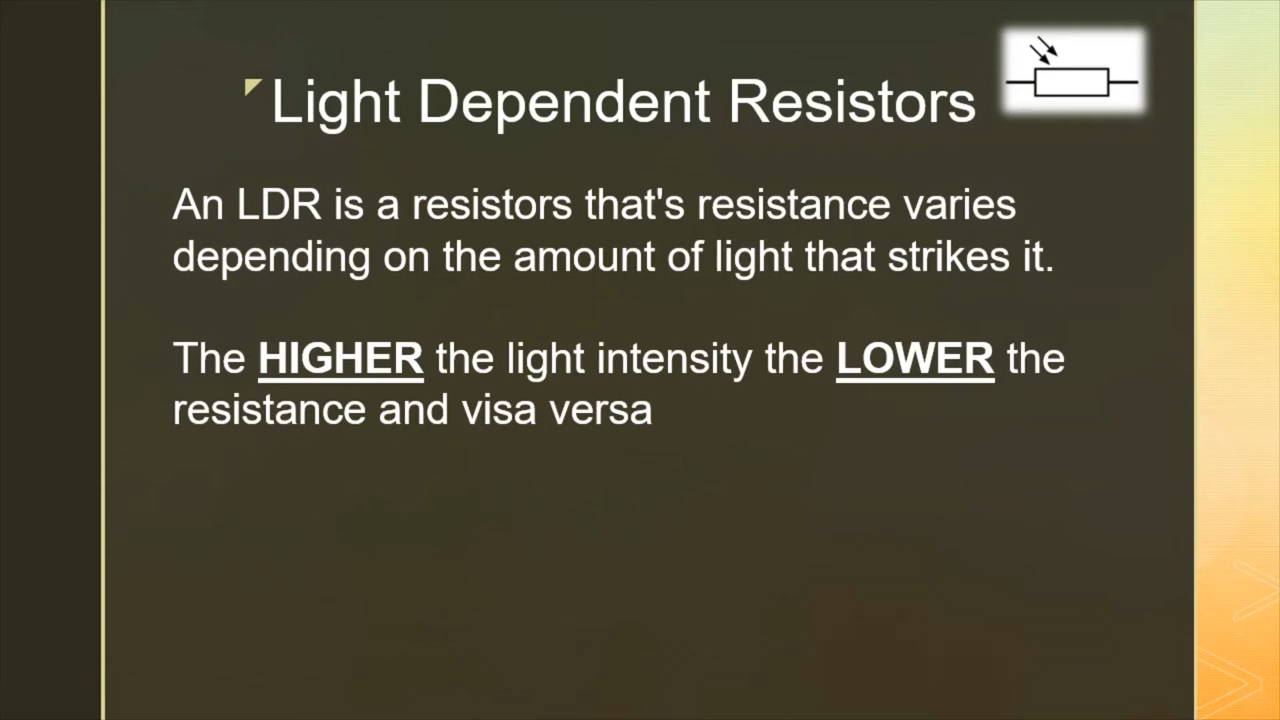 Light Dependent Resistors
An LDR is a resistors that's resistance varies
depending on the amount of light that strikes it.
The HIGHER the light intensity the LOWER the
resistance and visa versa